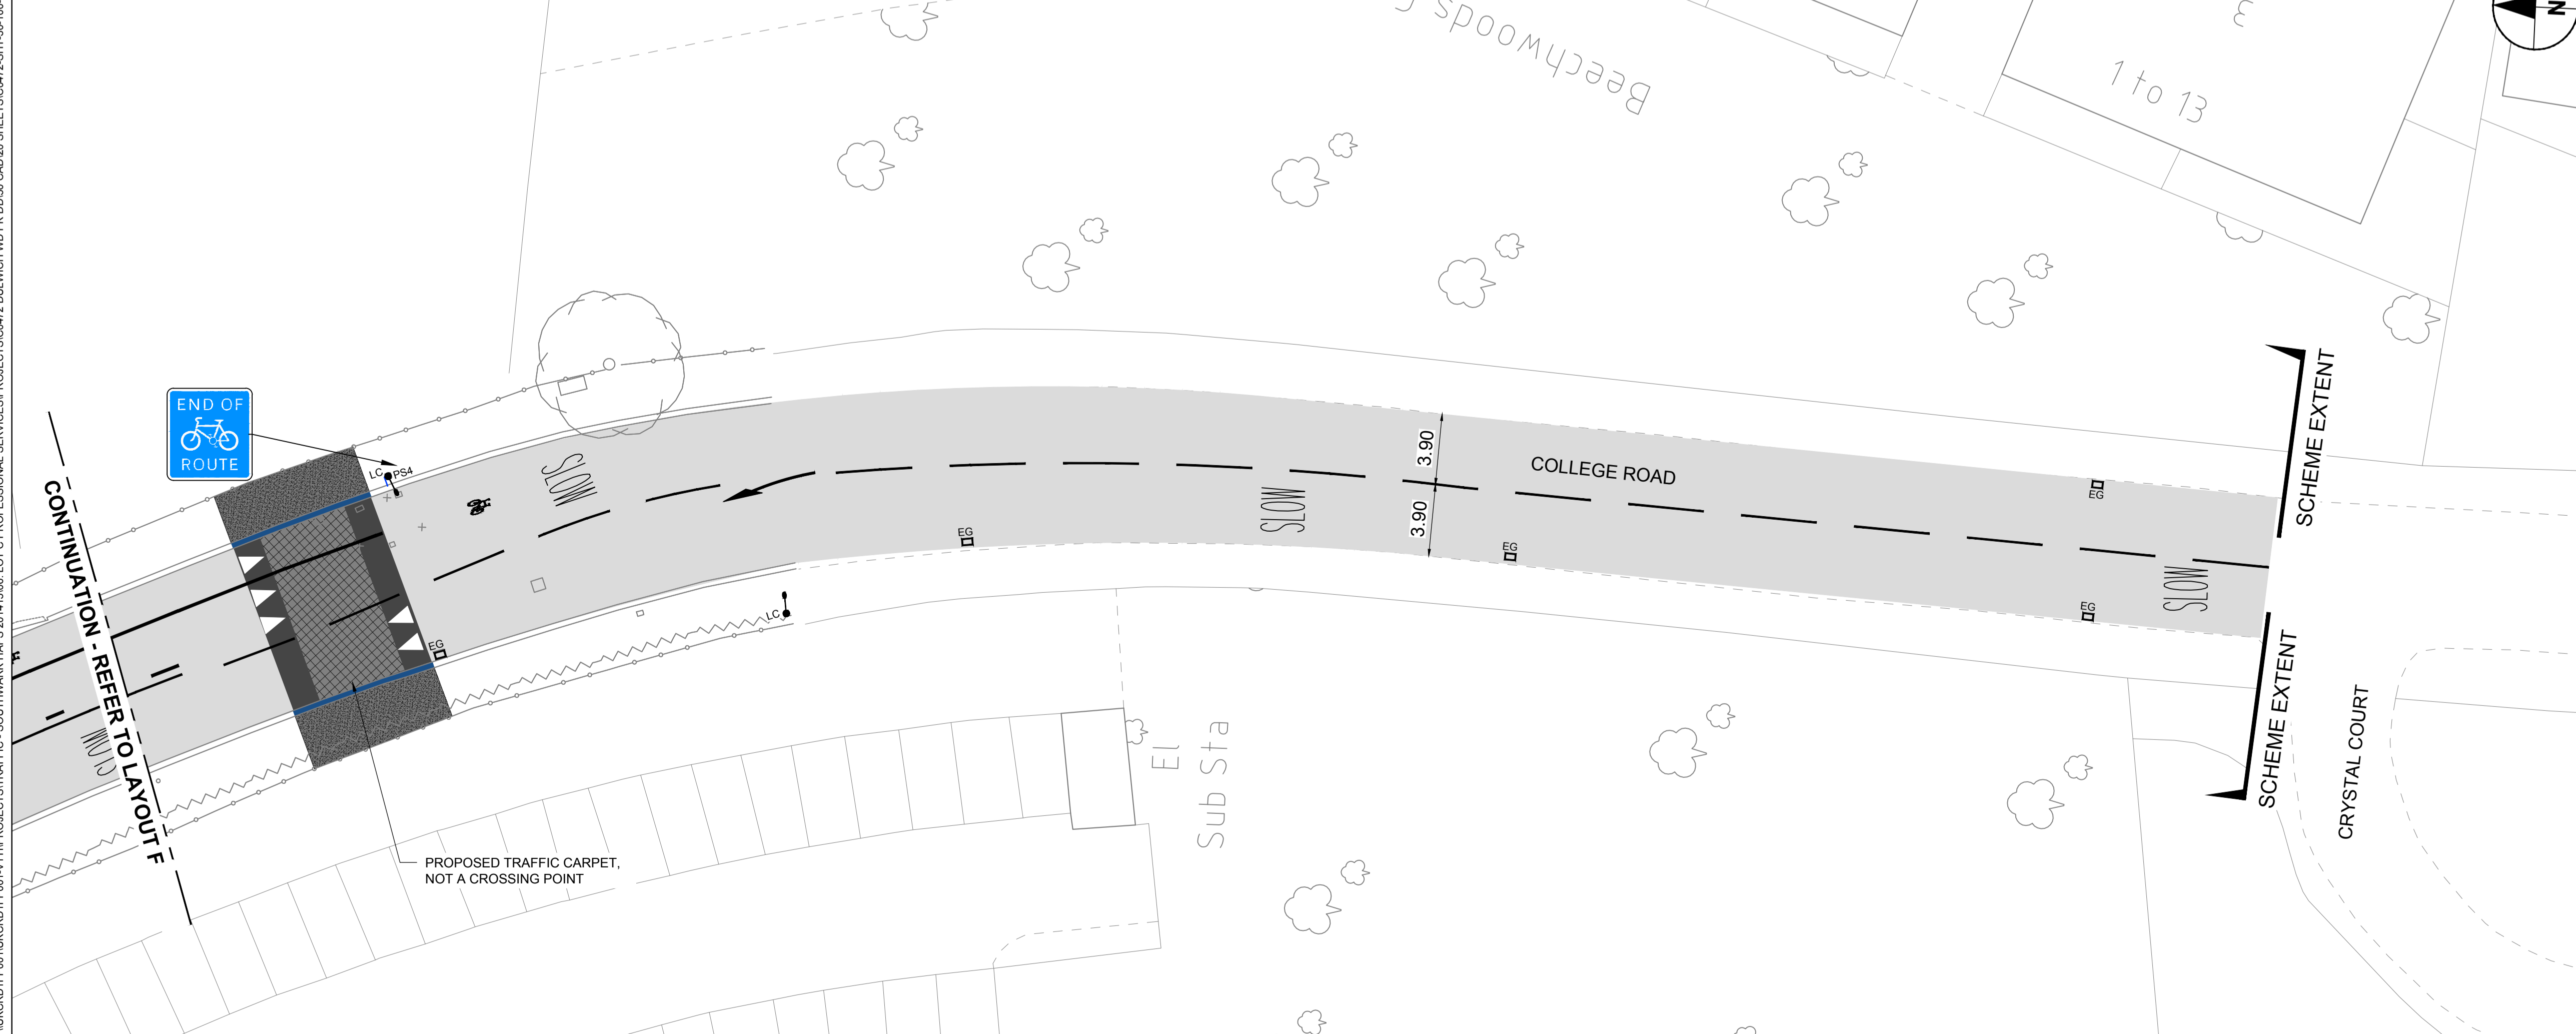 Beechwoods
3
1 to 13
N
END OF
ROUTE
LC
PS4
SLOW
3.90
3.90
COLLEGE ROAD
SLOW
EG
EG
EG
EG
EG
SLOW
SLOW
LC
SCHEME EXTENT
SCHEME EXTENT
CRYSTAL COURT
CONTINUATION - REFER TO LAYOUT F
El
Sub Sta
PROPOSED TRAFFIC CARPET,
NOT A CROSSING POINT